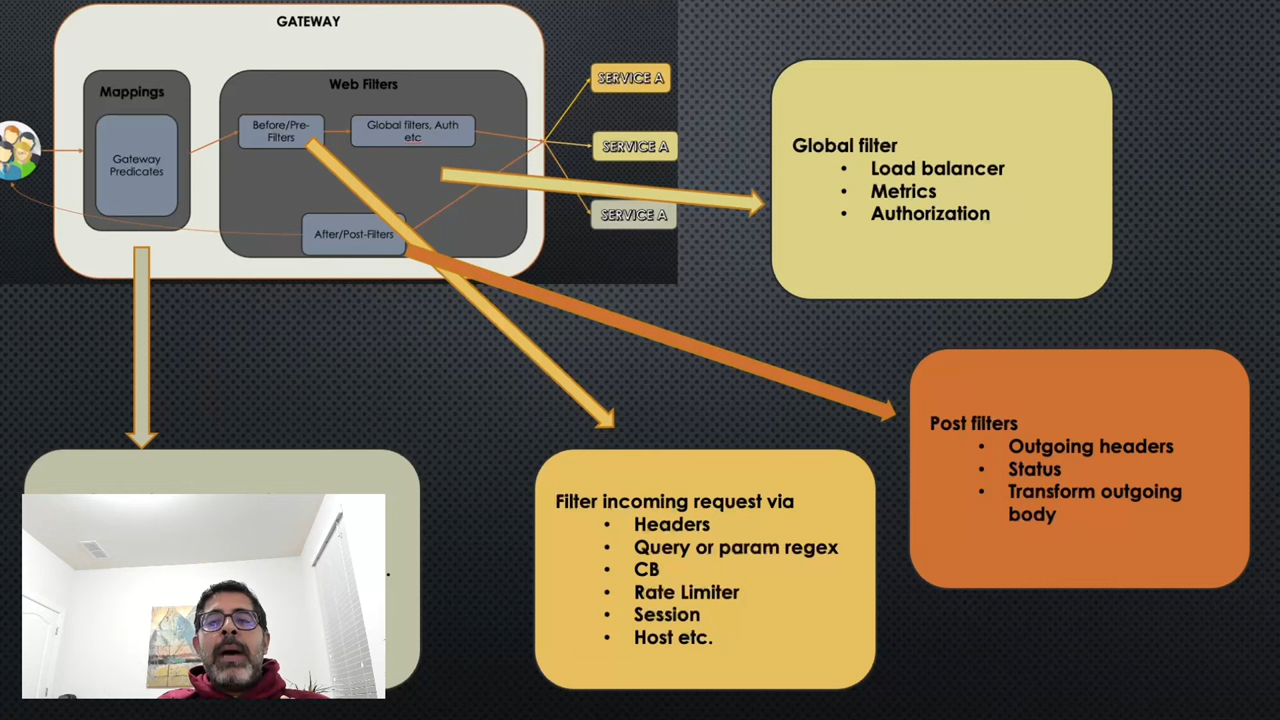 GATEWAY
Mappings
Gateway
Predicates
Web Filters
Before/Pre-
Filters
Global filters, Auth
etc
After/Post-Filters
SERVICE A
SERVICE A
SERVICE A
Global filter
• Load balancer
• Metrics
• Authorization
Post filters
• Outgoing headers
• Status
• Transform outgoing
body
Filter incoming request via
• Headers
• Query or param regex
• CB
• Rate Limiter
• Session
• Host etc.